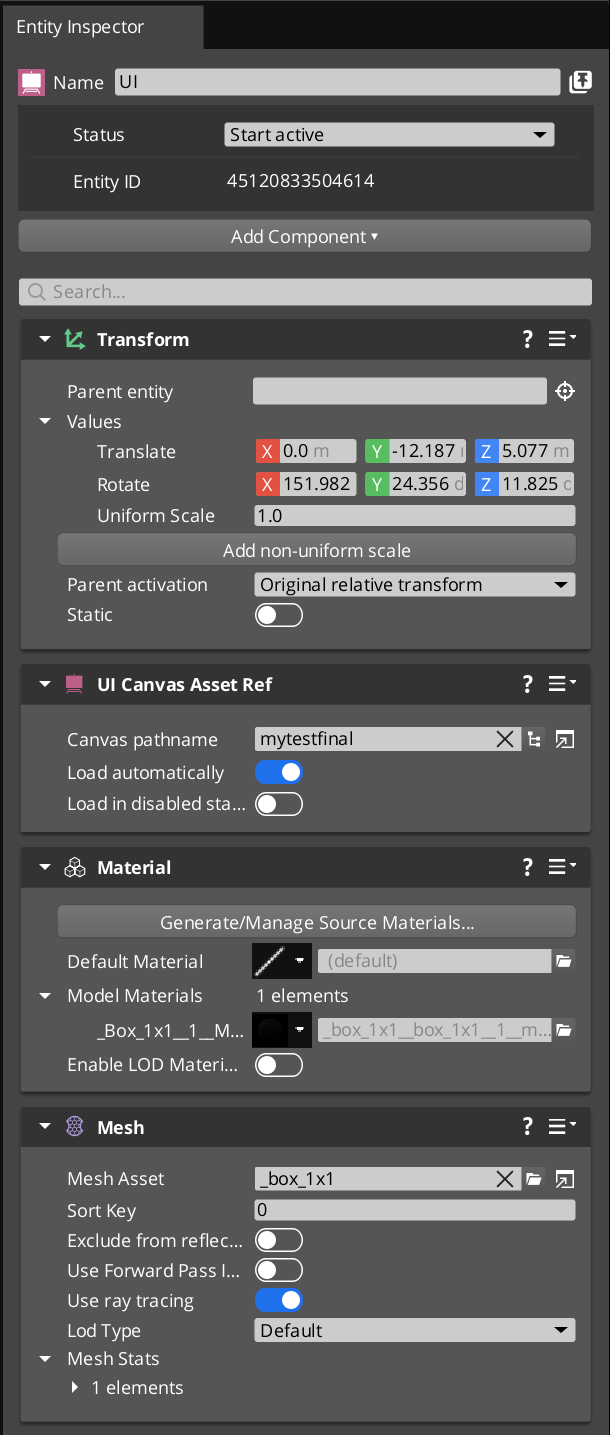 Entity Inspector
Name UI
Status Start active
Entity ID 45120833504614
Add Component
Search...
Transform ?
Parent entity
Values
Translate X 0.0 m Y -12.187 Z 5.077 m
Rotate X 151.982 Y 24.356 d Z 11.825
Uniform Scale 1.0
Add non-uniform scale
Parent activation Original relative transform
Static
UI Canvas Asset Ref ?
Canvas pathname mytestfinal
Load automatically
Load in disabled sta...
Material ?
Generate/Manage Source Materials...
Default Material (default)
Model Materials 1 elements
_Box_1x1__1__M... _box_1x1__box_1x1__1__m...
Enable LOD Materi...
Mesh ?
Mesh Asset _box_1x1
Sort Key 0
Exclude from reflec...
Use Forward Pass I...
Use ray tracing
Lod Type Default
Mesh Stats
1 elements